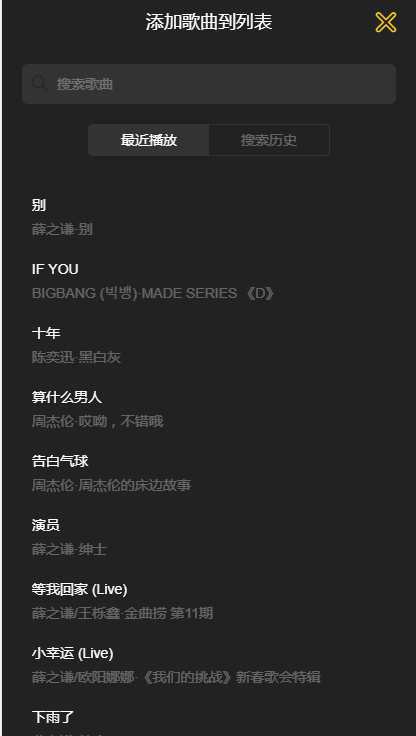 添加歌曲到列表
搜索歌曲
最近播放
搜索历史
别
薛之谦·别
IF YOU
BIGBANG (빅뱅)·MADE SERIES 《D》
十年
陈奕迅·黑白灰
算什么男人
周杰伦·哎呦，不错哦
告白气球
周杰伦·周杰伦的床边故事
演员
薛之谦·绅士
等我回家 (Live)
薛之谦/王栎鑫·金曲捞 第11期
小幸运 (Live)
薛之谦/欧阳娜娜·《我们的挑战》新春歌会特辑
下雨了